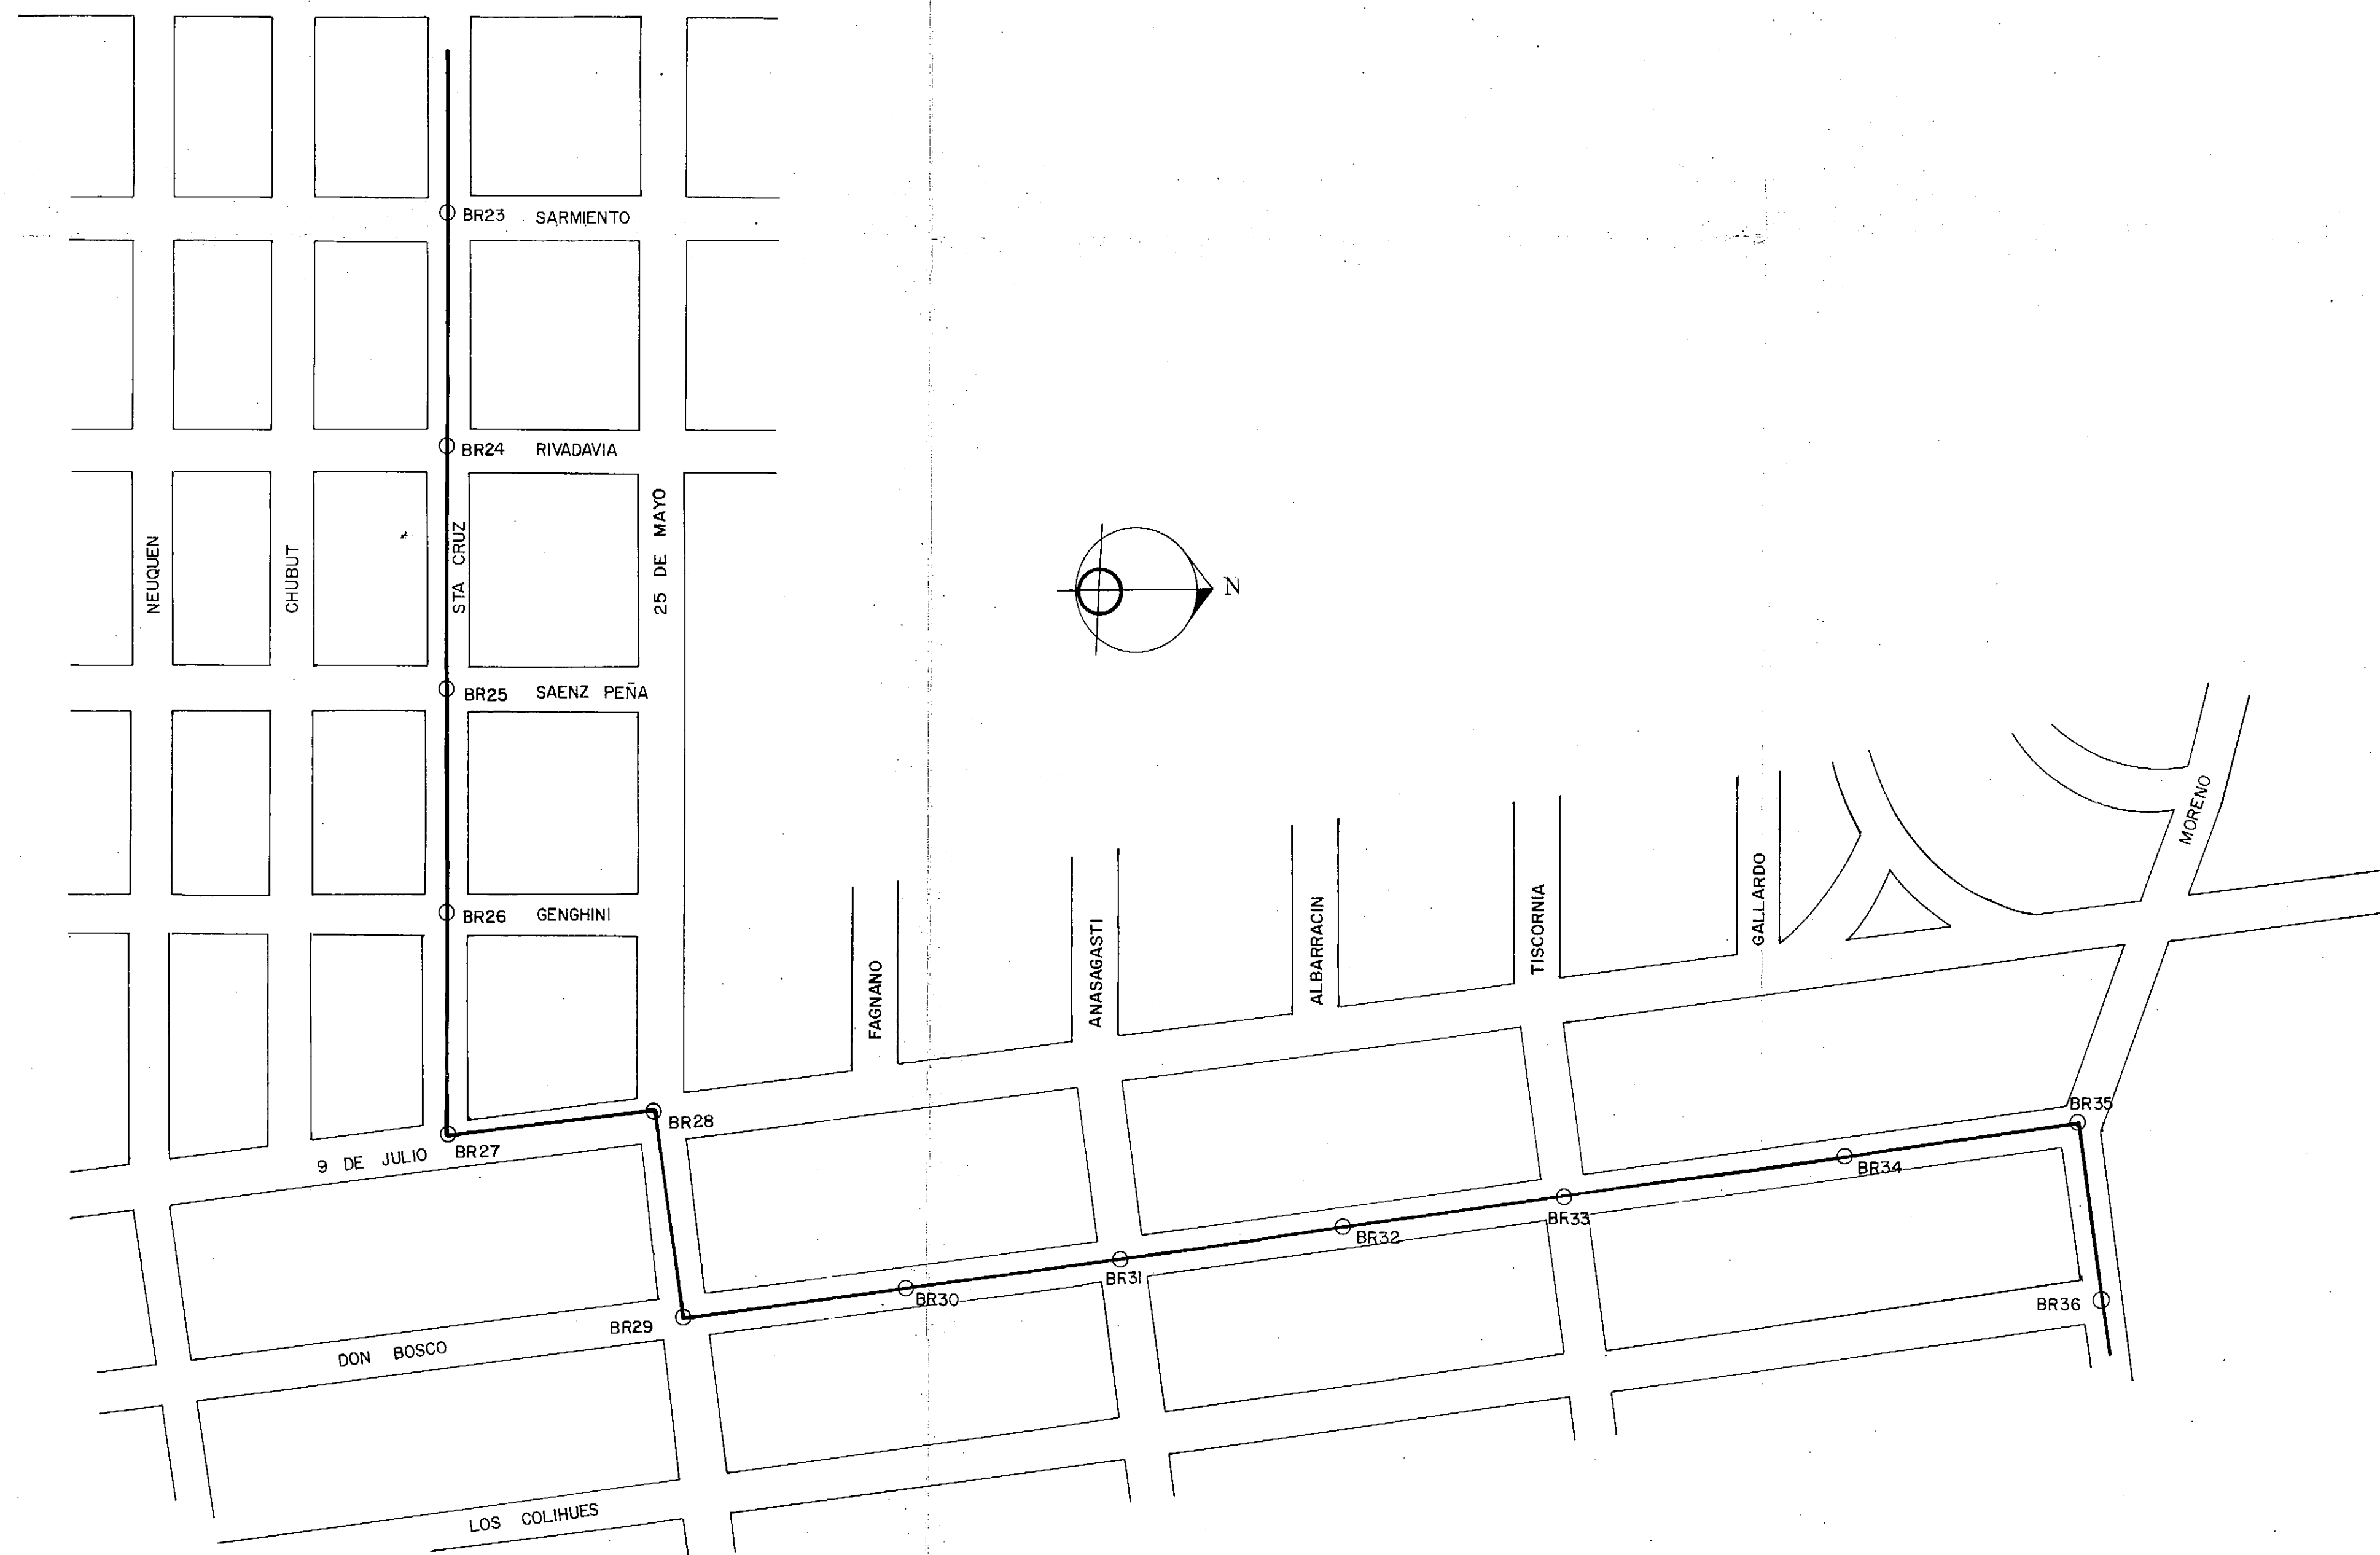 BR23 SARMIENTO
BR24 RIVADAVIA
NEUQUEN
CHUBUT
STA CRUZ
25 DE MAYO
N
BR25 SAENZ PEÑA
BR26 GENGHINI
FAGNANO
ANASAGASTI
ALBARRACIN
TISCORNIA
GALLARDO
MORENO
BR28
9 DE JULIO BR27
BR35
BR34
BR33
BR32
BR31
BR30
BR29
BR36
DON BOSCO
LOS COLIHUES